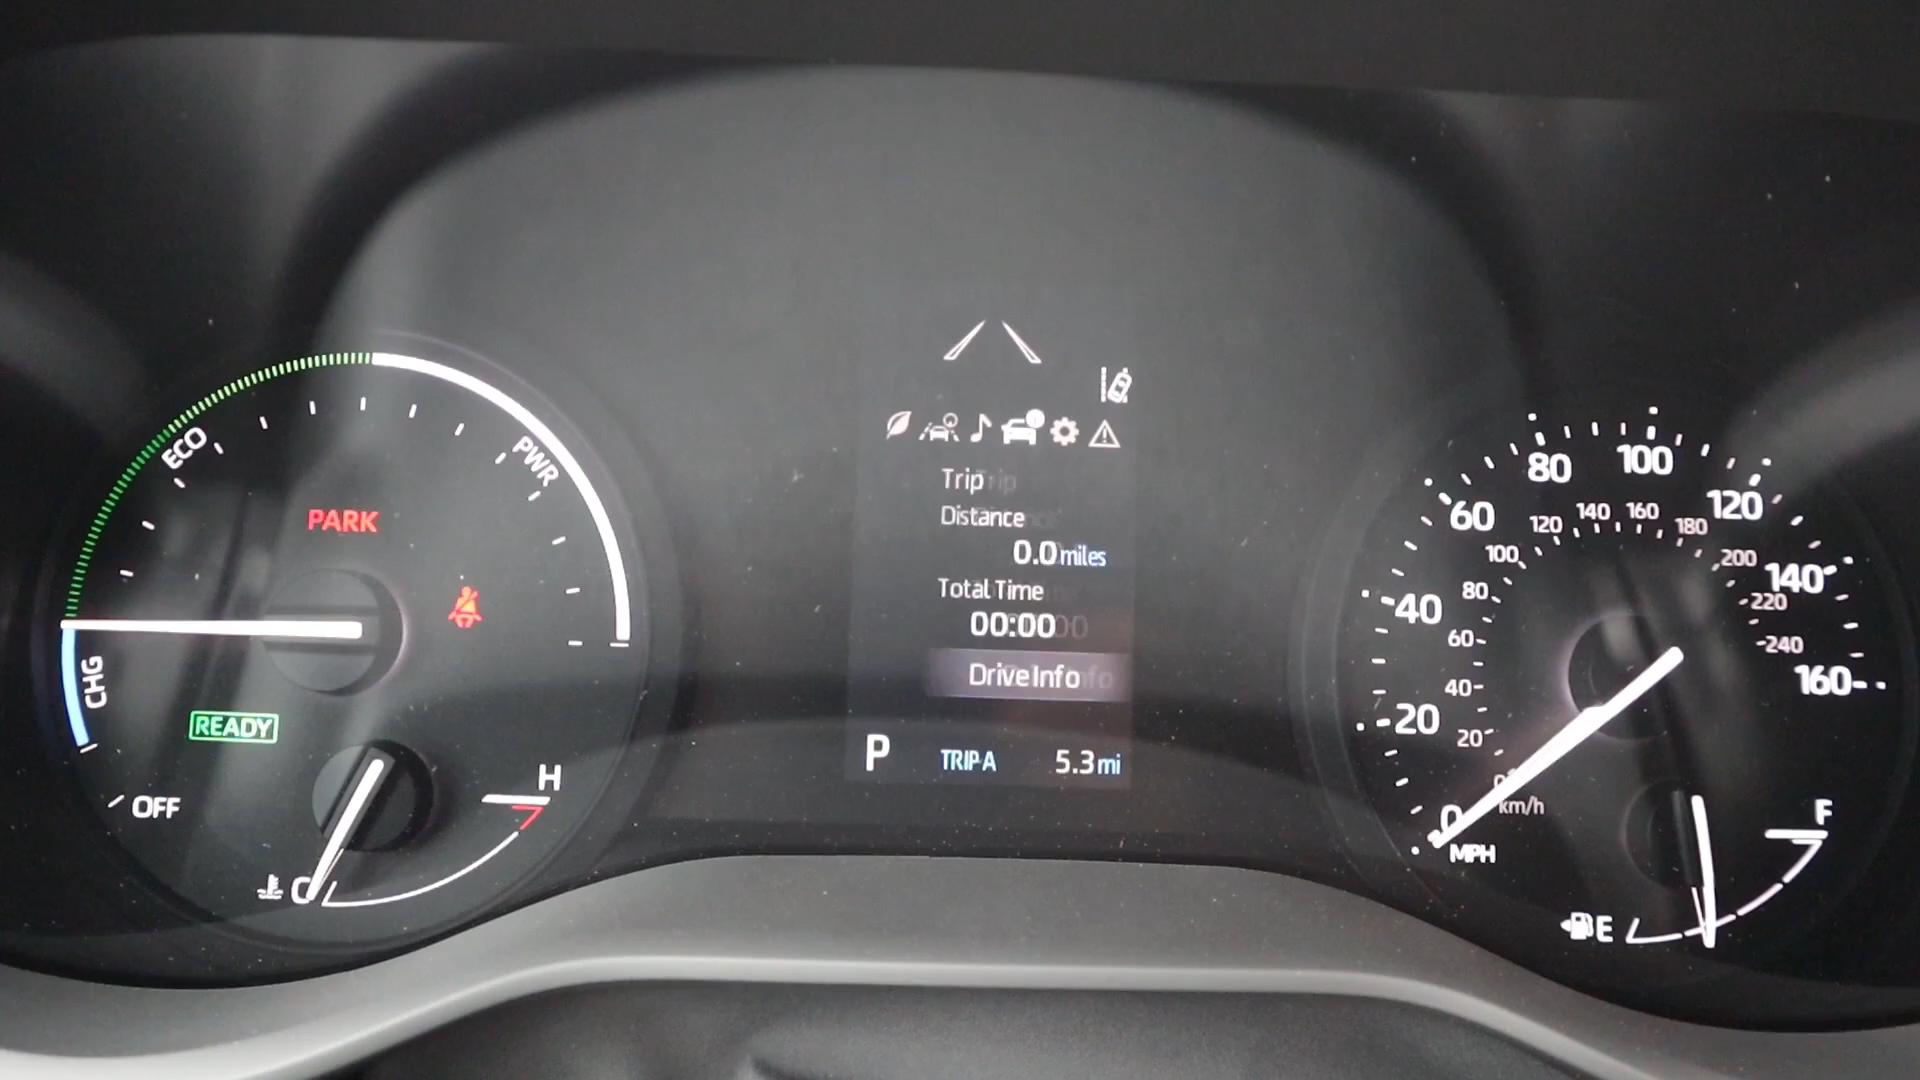 ECO
PWR
PARK
CHG
READY
OFF
H
C
Trip
Distance
0.0 miles
Total Time
00:00
Drive Info
P TRIP A 5.3 mi
0 20 40 60 80 100 120 140 160
MPH
20 40 60 80 100 120 140 160 180 200 220 240
km/h
F
E